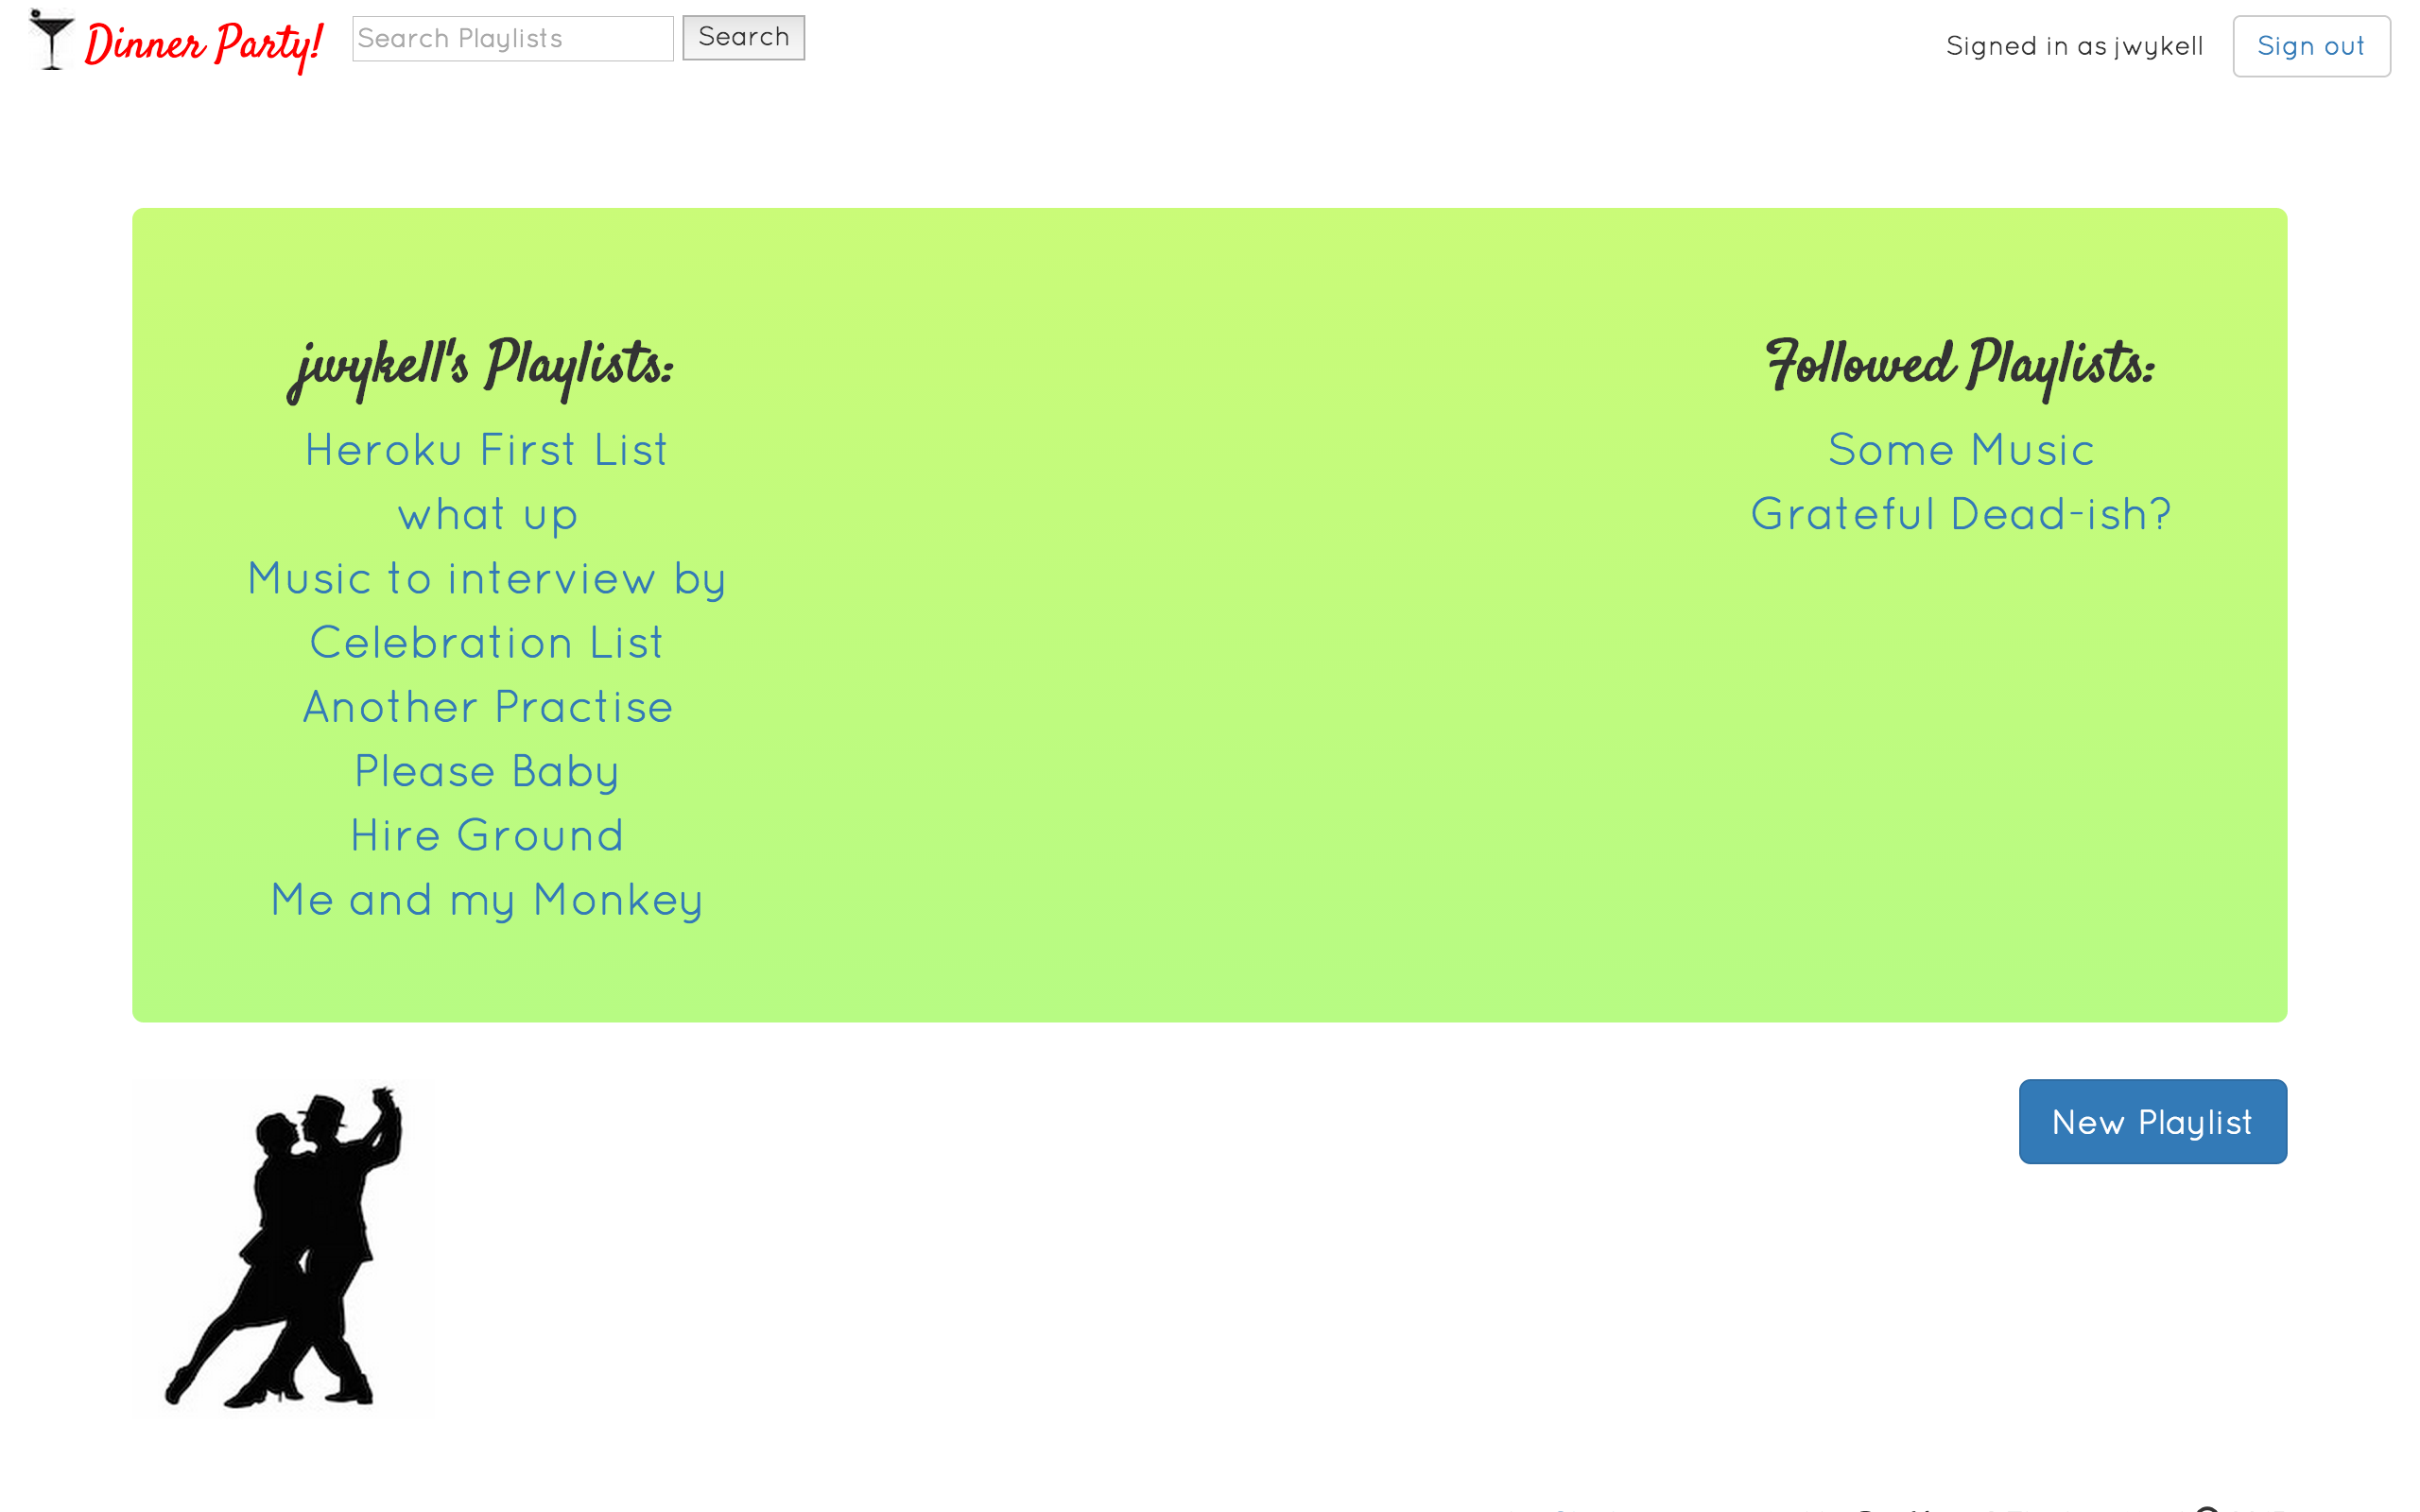 Dinner Party!
Search Playlists
Search
Signed in as jwykell
Sign out
jwykell's Playlists:
Heroku First List
what up
Music to interview by
Celebration List
Another Practise
Please Baby
Hire Ground
Me and my Monkey
Followed Playlists:
Some Music
Grateful Dead-ish?
New Playlist